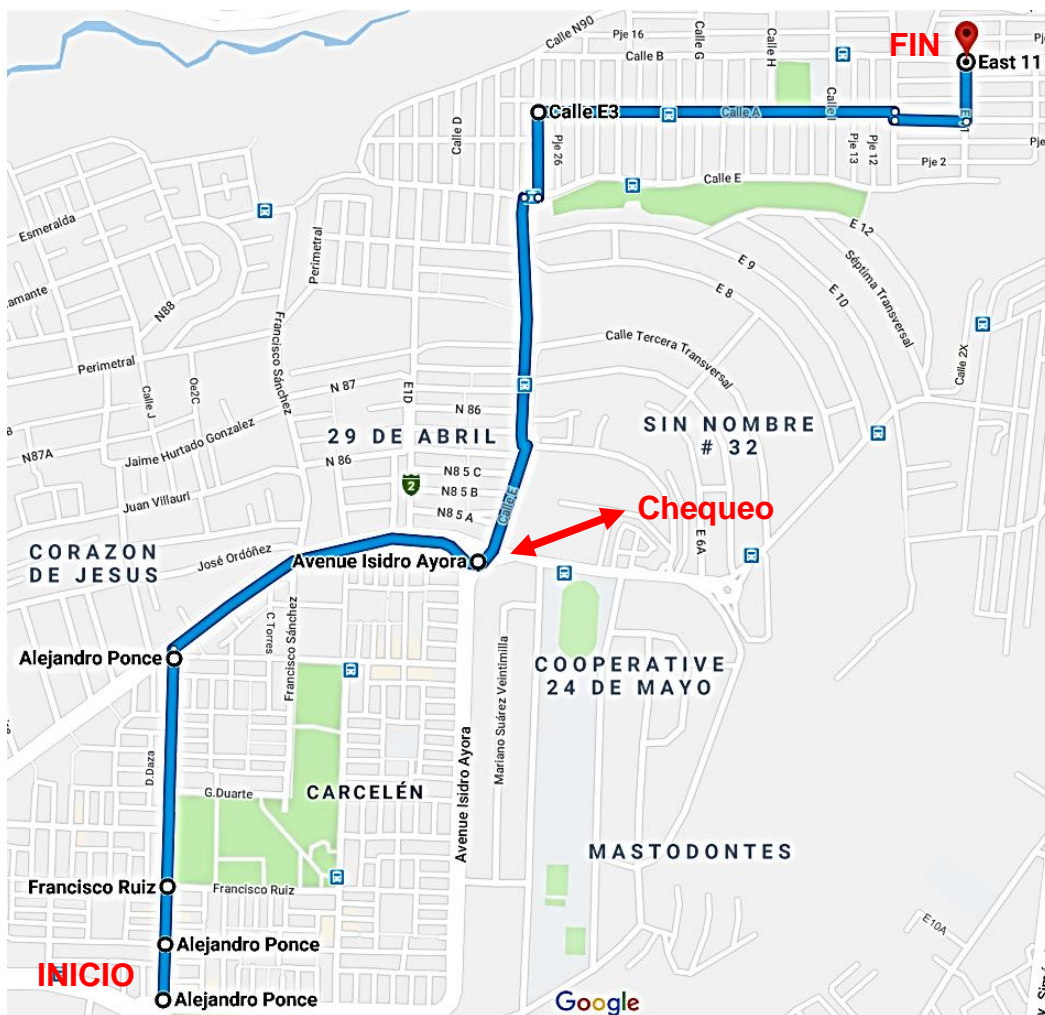 Calle N90
Pje 16
Calle G
Calle H
Calle B
FIN
East 11
Pje
Calle E3
Calle A
Calle I
Calle D
Pje 26
Pje 13
Pje 12
Pje 2
Pje
Calle E
Esmeralda
Perimetral
E 12
E 9
E 8
E 10
Séptima Transversal
N88
Francisco Sánchez
Calle Tercera Transversal
Calle 2X
Perimetral
Calle J
Oe2C
N 87
E1D
N 86
29 DE ABRIL
SIN NOMBRE
# 32
N87A
Jaime Hurtado Gonzalez
N 86
N8 5 C
N8 5 B
N8 5 A
2
Juan Villauri
Calle E
Chequeo
E 6A
CORAZON
DE JESUS
José Ordóñez
Avenue Isidro Ayora
C Torres
Francisco Sánchez
Alejandro Ponce
Mariano Suárez Veintimilla
COOPERATIVE
24 DE MAYO
D.Daza
Avenue Isidro Ayora
G.Duarte
CARCELÉN
MASTODONTES
Francisco Ruiz
Francisco Ruiz
E10A
Alejandro Ponce
INICIO
Alejandro Ponce
Google